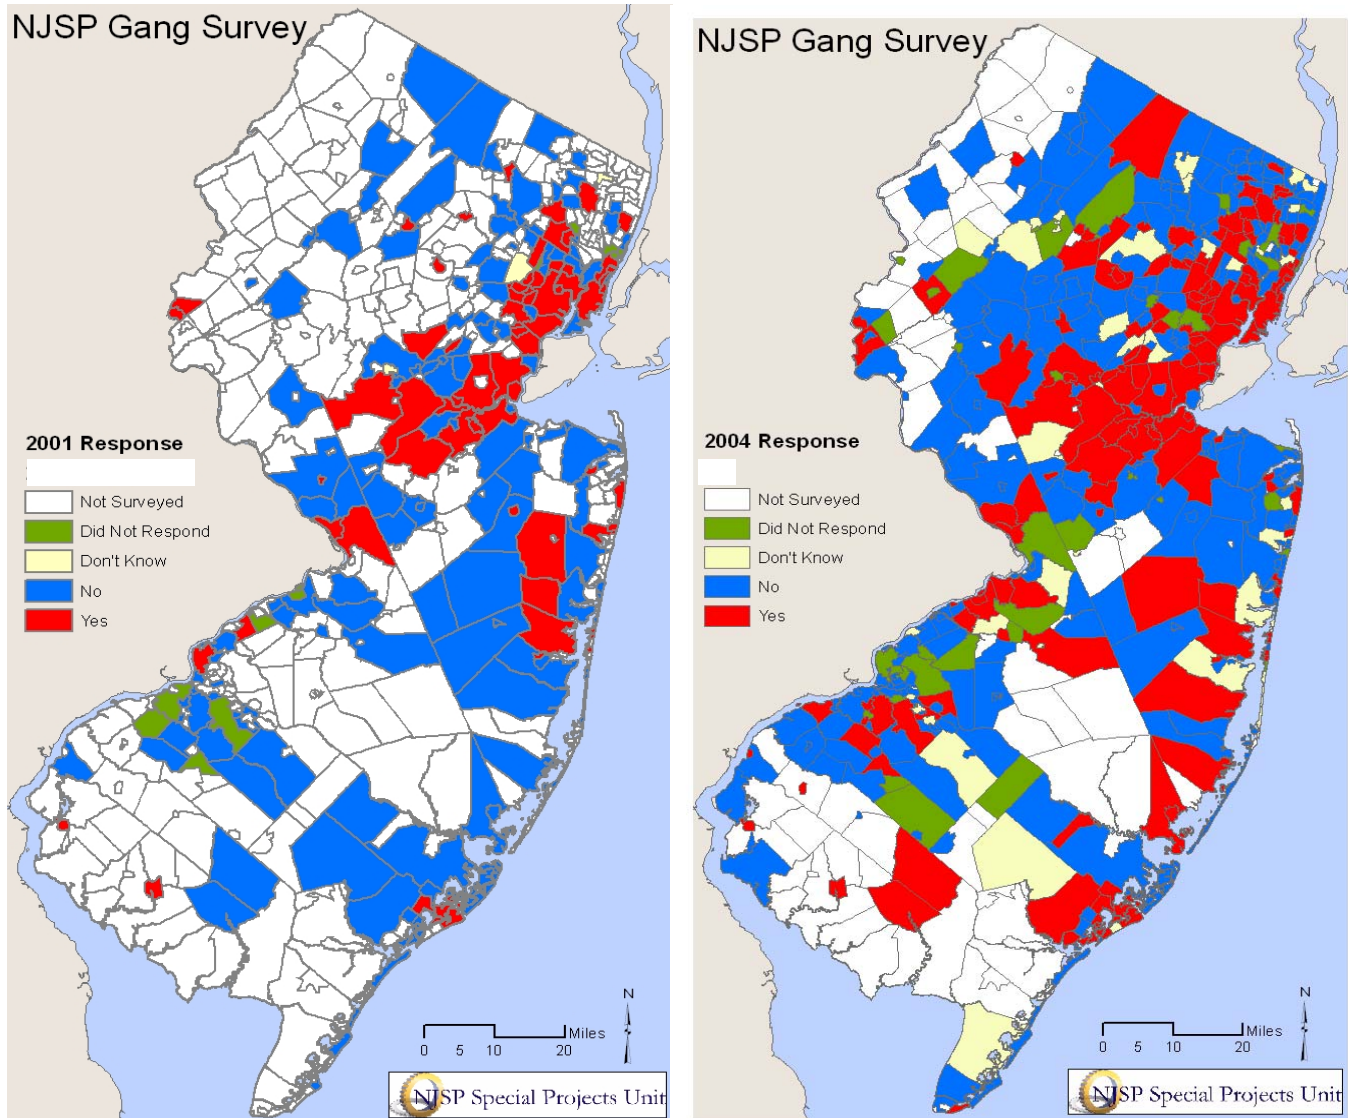 NJSP Gang Survey
2001 Response
Not Surveyed
Did Not Respond
Don't Know
No
Yes
N
Miles
0 5 10 20
NJSP Special Projects Unit
NJSP Gang Survey
2004 Response
Not Surveyed
Did Not Respond
Don't Know
No
Yes
N
Miles
0 5 10 20
NJSP Special Projects Unit